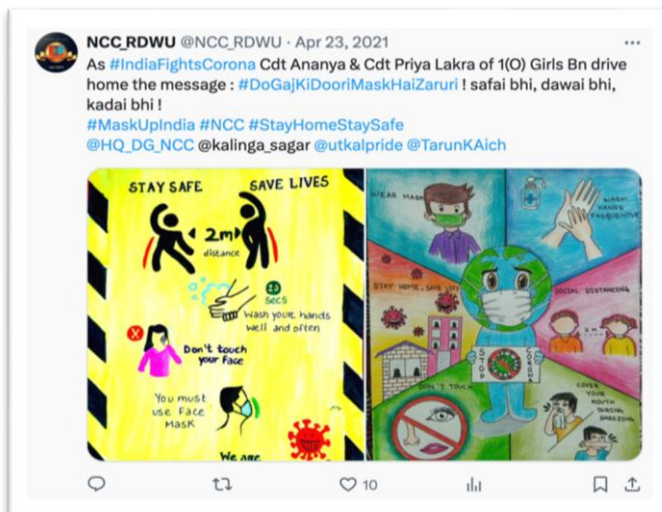 NCC_RDWU @NCC_RDWU · Apr 23, 2021
As #IndiaFightsCorona Cdt Ananya & Cdt Priya Lakra of 1(O) Girls Bn drive
home the message : #DoGajKiDooriMaskHaiZaruri ! safai bhi, dawai bhi,
kadai bhi !
#MaskUpIndia #NCC #StayHomeStaySafe
@HQ_DG_NCC @kalinga_sagar @utkalpride @TarunKAich
STAY SAFE SAVE LIVES
2m
distance
20
secs
Wash youre hands
well and often
Don't touch
your Face
You must
use Face
Mask
We are
WEAR MASK
WASH
HANDS
FREQUENTLY
STAY HOME, SAVE LIFE
SOCIAL DISTANCING
2 m
STOP
CORONA
DON'T TOUCH
COVER
YOUR
MOUTH
DURING
SNEEZING
10